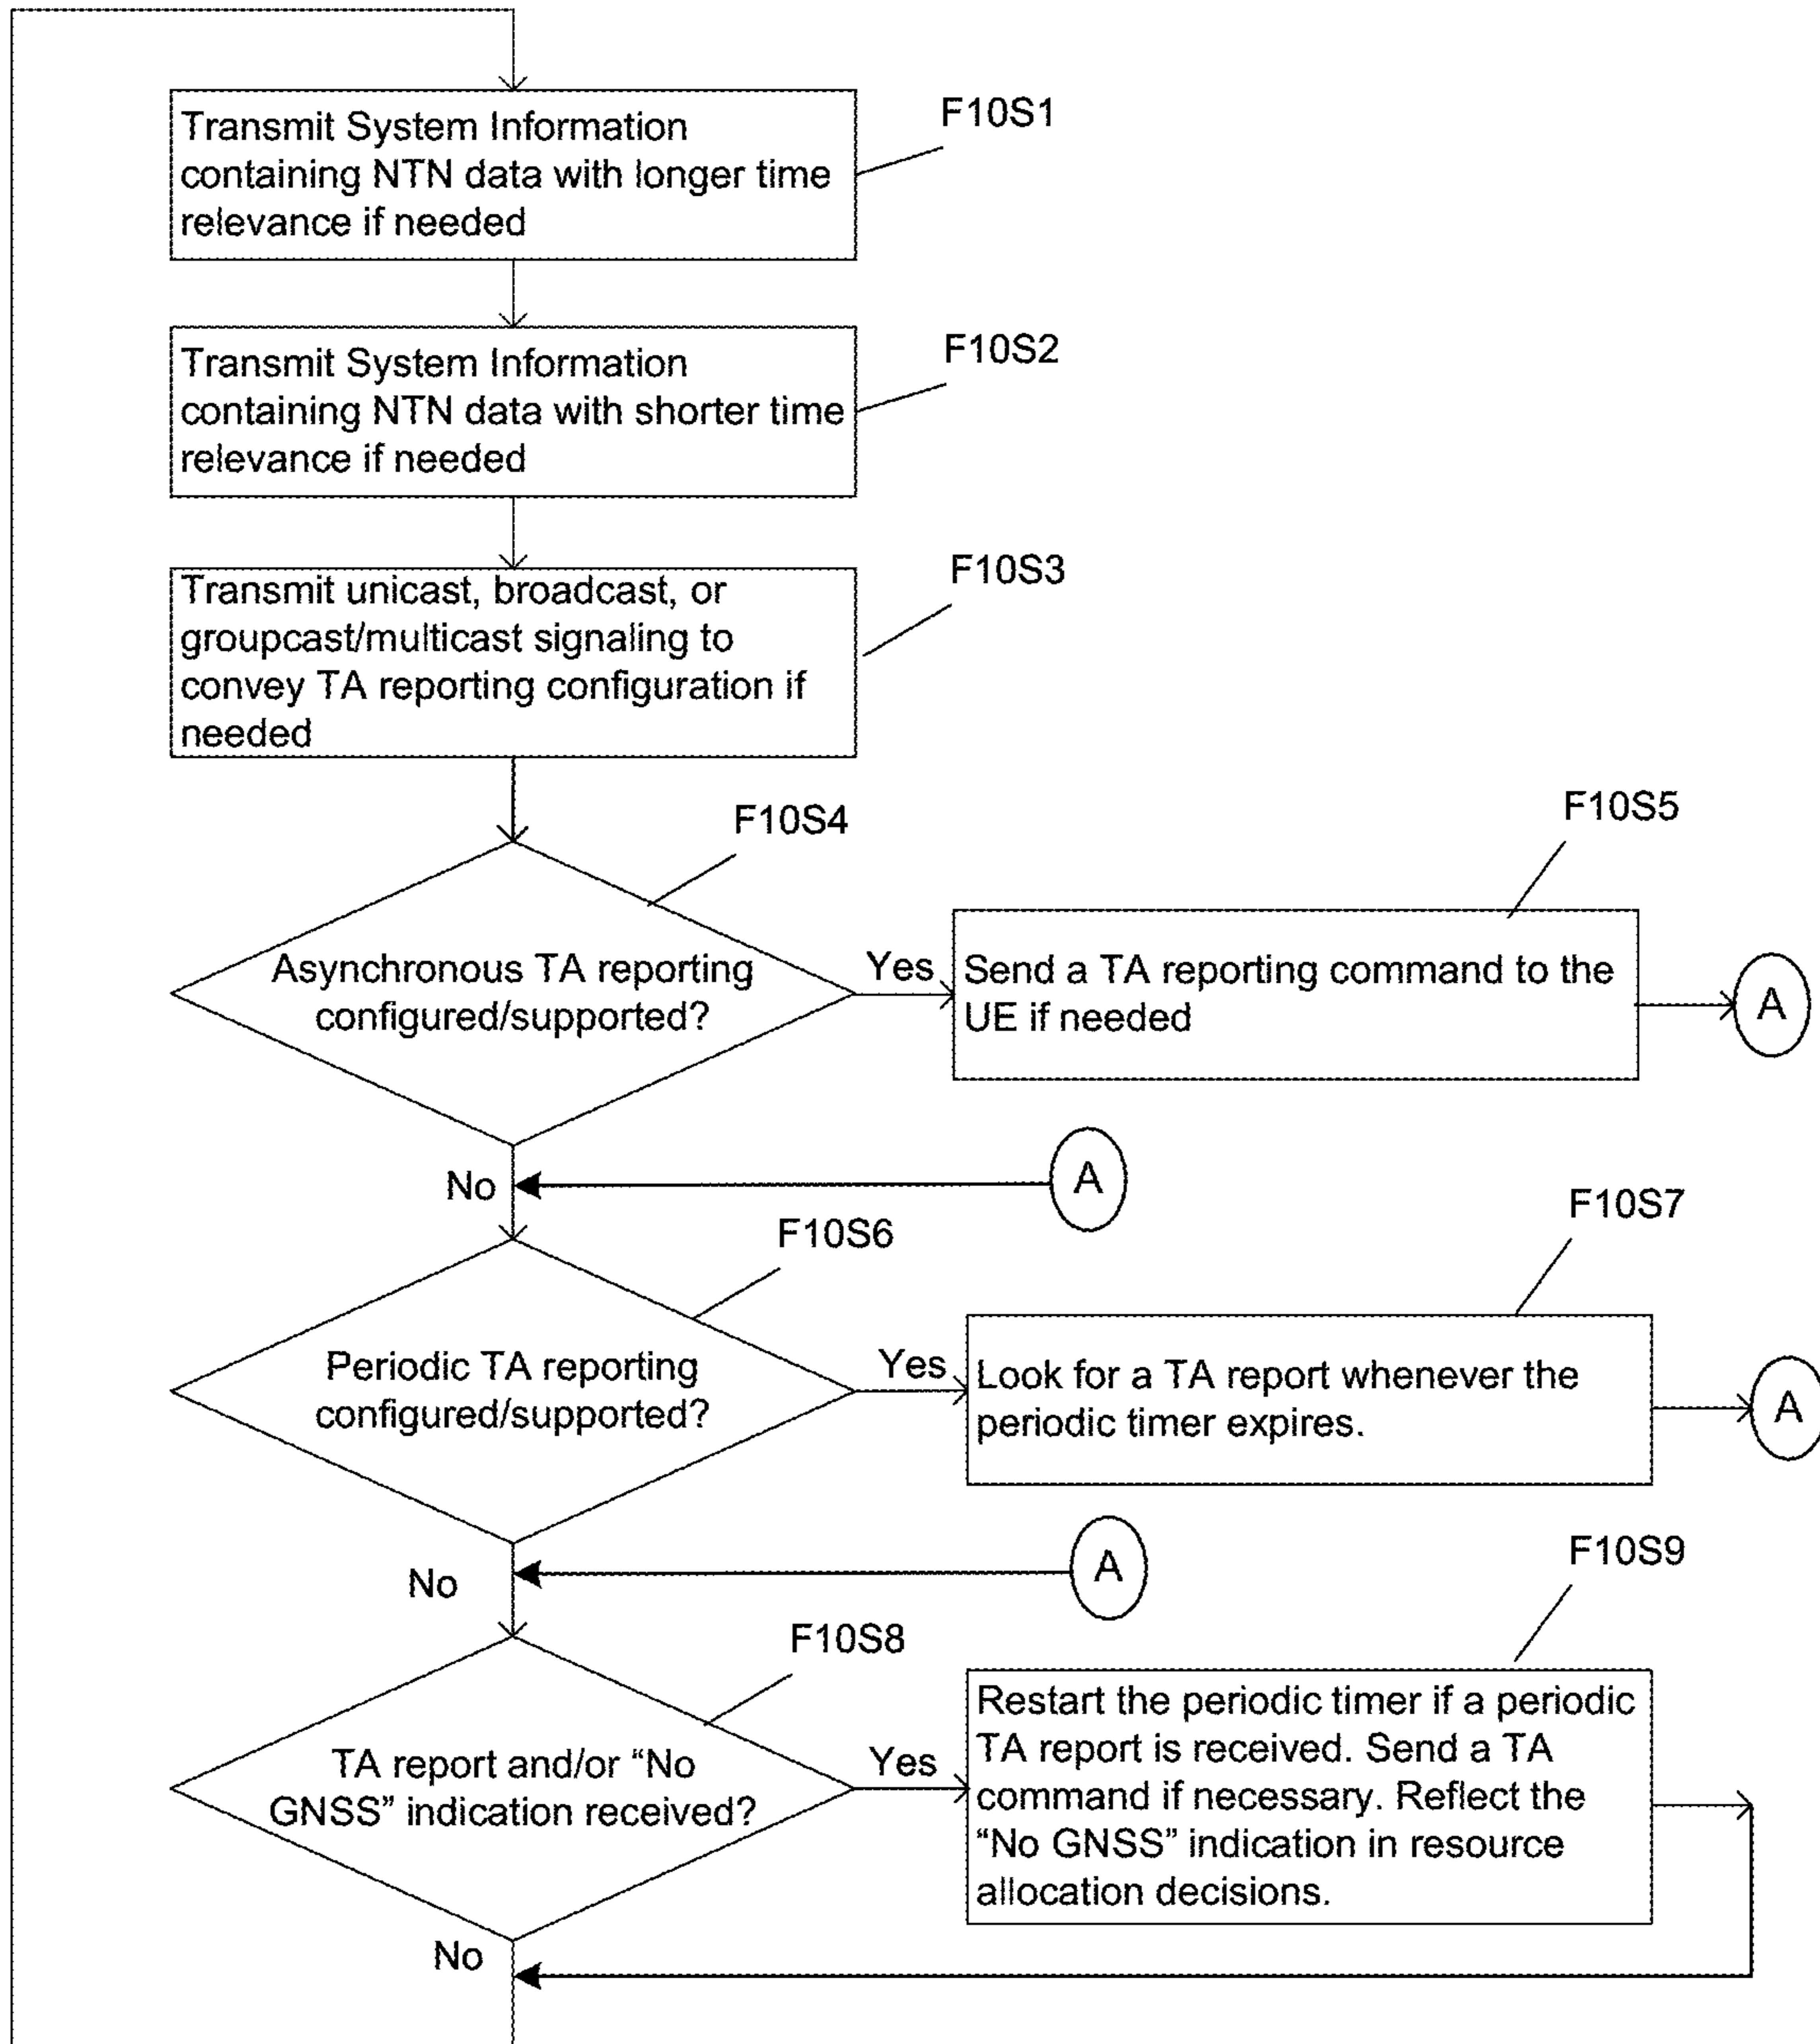 Transmit System Information
containing NTN data with longer time
relevance if needed
F10S1
Transmit System Information
containing NTN data with shorter time
relevance if needed
F10S2
Transmit unicast, broadcast, or
groupcast/multicast signaling to
convey TA reporting configuration if
needed
F10S3
F10S4
Asynchronous TA reporting
configured/supported?
Yes
F10S5
Send a TA reporting command to the
UE if needed
A
No
A
F10S6
Periodic TA reporting
configured/supported?
Yes
F10S7
Look for a TA report whenever the
periodic timer expires.
A
No
A
F10S8
TA report and/or “No
GNSS” indication received?
Yes
F10S9
Restart the periodic timer if a periodic
TA report is received. Send a TA
command if necessary. Reflect the
“No GNSS” indication in resource
allocation decisions.
No